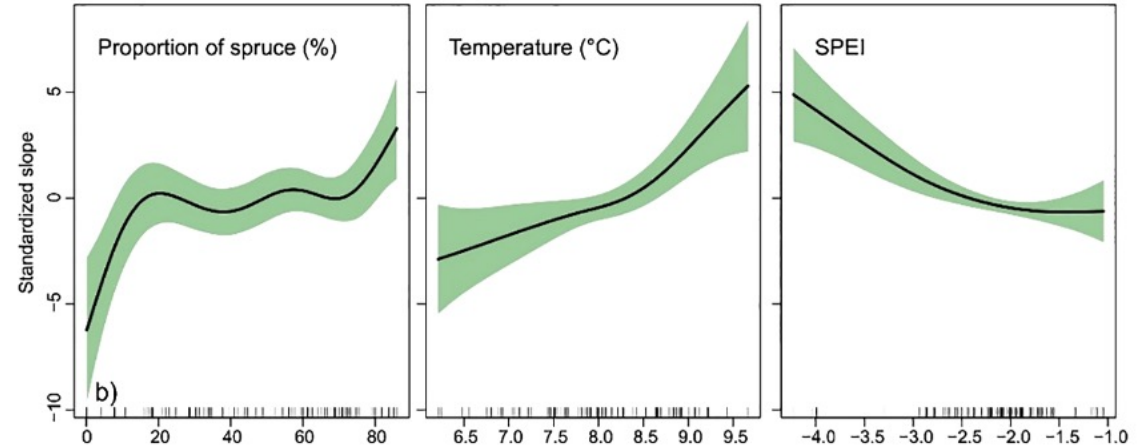 Proportion of spruce (%)
Temperature (°C)
SPEI
Standardized slope
5
0
−5
−10
b)
0 20 40 60 80
6.5 7.0 7.5 8.0 8.5 9.0 9.5
−4.0 −3.5 −3.0 −2.5 −2.0 −1.5 −1.0